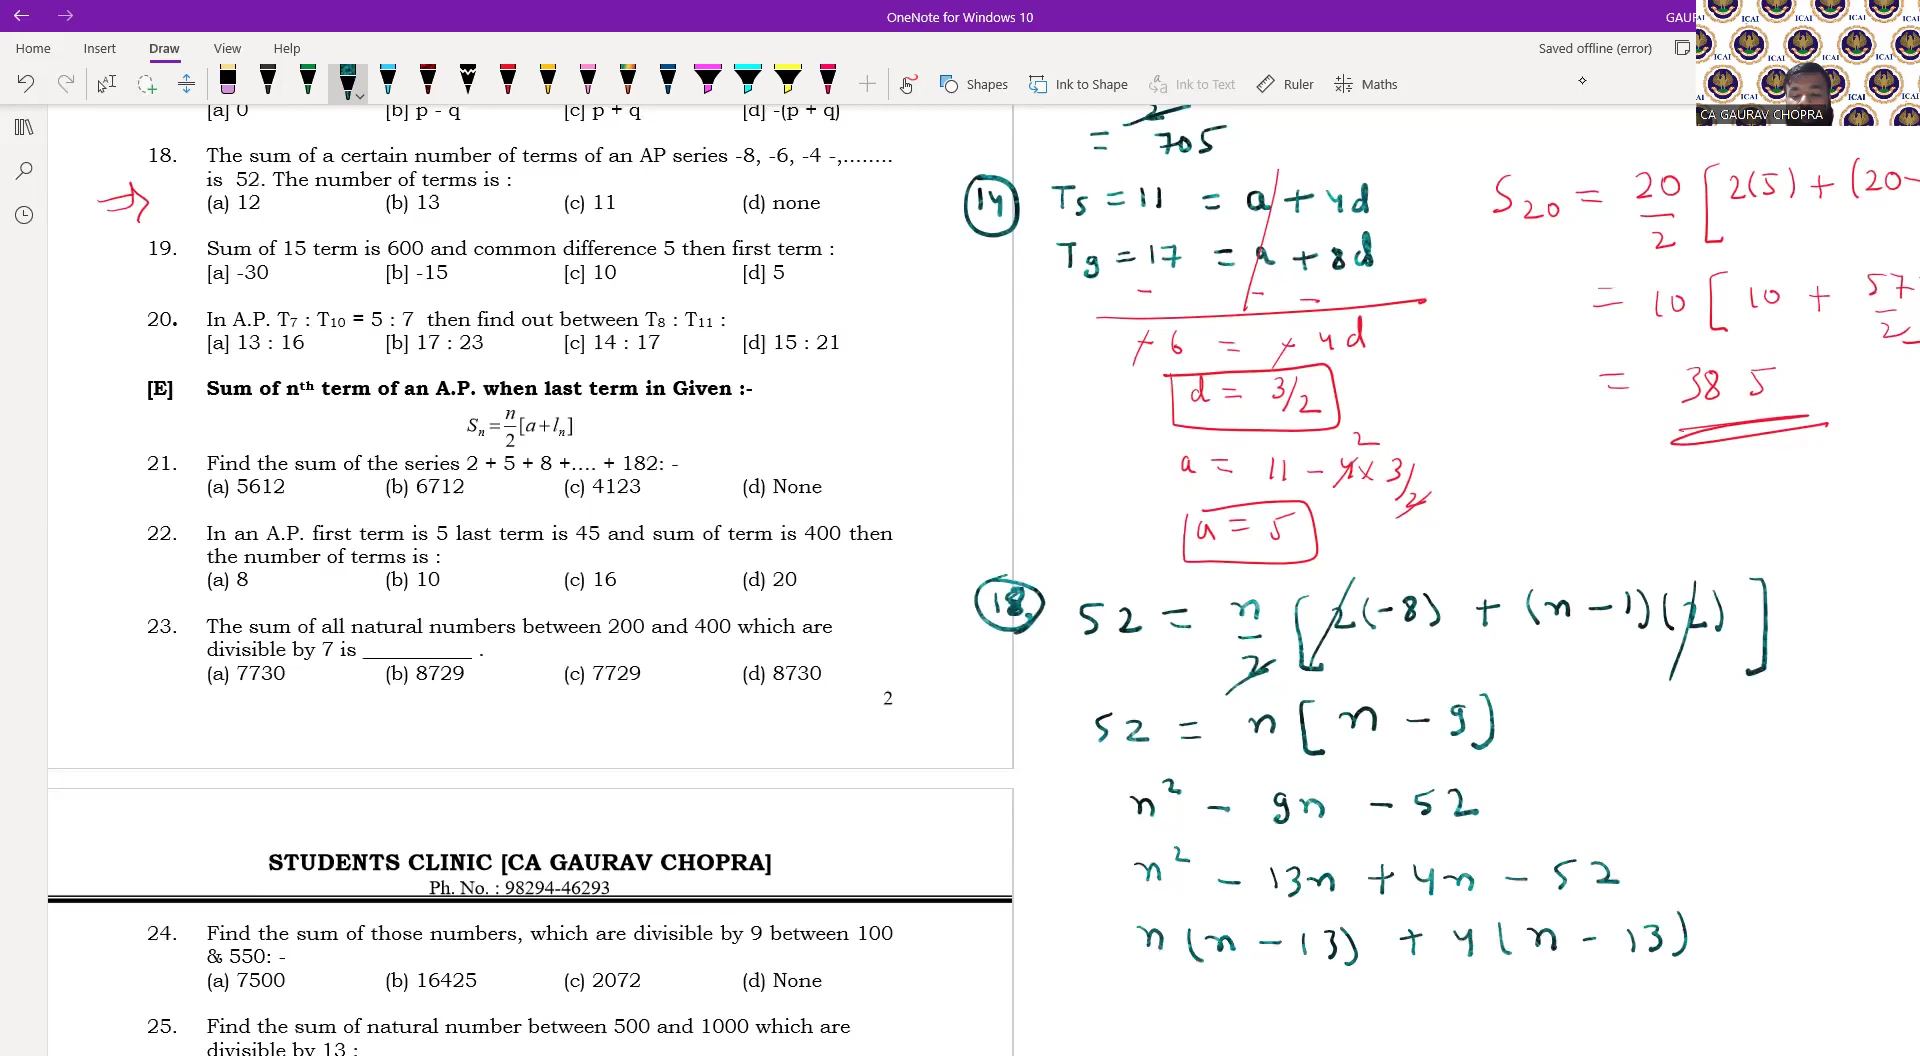 OneNote for Windows 10
GAUR
Home Insert Draw View Help
Saved offline (error)
Shapes Ink to Shape Ink to Text Ruler Maths
CA GAURAV CHOPRA
ICAI
[a] 0 [b] p - q [c] p + q [d] -(p + q)
18. The sum of a certain number of terms of an AP series -8, -6, -4 -,........
is 52. The number of terms is :
(a) 12 (b) 13 (c) 11 (d) none
19. Sum of 15 term is 600 and common difference 5 then first term :
[a] -30 [b] -15 [c] 10 [d] 5
20. In A.P. T₇ : T₁₀ = 5 : 7 then find out between T₈ : T₁₁ :
[a] 13 : 16 [b] 17 : 23 [c] 14 : 17 [d] 15 : 21
[E] Sum of nᵗʰ term of an A.P. when last term in Given :-
Sₙ = n/2 [a + lₙ]
21. Find the sum of the series 2 + 5 + 8 +.... + 182: -
(a) 5612 (b) 6712 (c) 4123 (d) None
22. In an A.P. first term is 5 last term is 45 and sum of term is 400 then
the number of terms is :
(a) 8 (b) 10 (c) 16 (d) 20
23. The sum of all natural numbers between 200 and 400 which are
divisible by 7 is __________ .
(a) 7730 (b) 8729 (c) 7729 (d) 8730
2
STUDENTS CLINIC [CA GAURAV CHOPRA]
Ph. No. : 98294-46293
24. Find the sum of those numbers, which are divisible by 9 between 100
& 550: -
(a) 7500 (b) 16425 (c) 2072 (d) None
25. Find the sum of natural number between 500 and 1000 which are
divisible by 13 :
= 705
14 T₅ = 11 = a + 4d
T₉ = 17 = a + 8d
- - -
-6 = -4d
d = 3/2
a = 11 - 4 2 x 3/2
a = 5
S₂₀ = 20/2 [2(5) + (20-
= 10 [10 + 57/2
= 385
18. 52 = n/2 [2(-8) + (n-1)(2)]
52 = n[n - 9]
n² - 9n - 52
n² - 13n + 4n - 52
n(n - 13) + 4(n - 13)